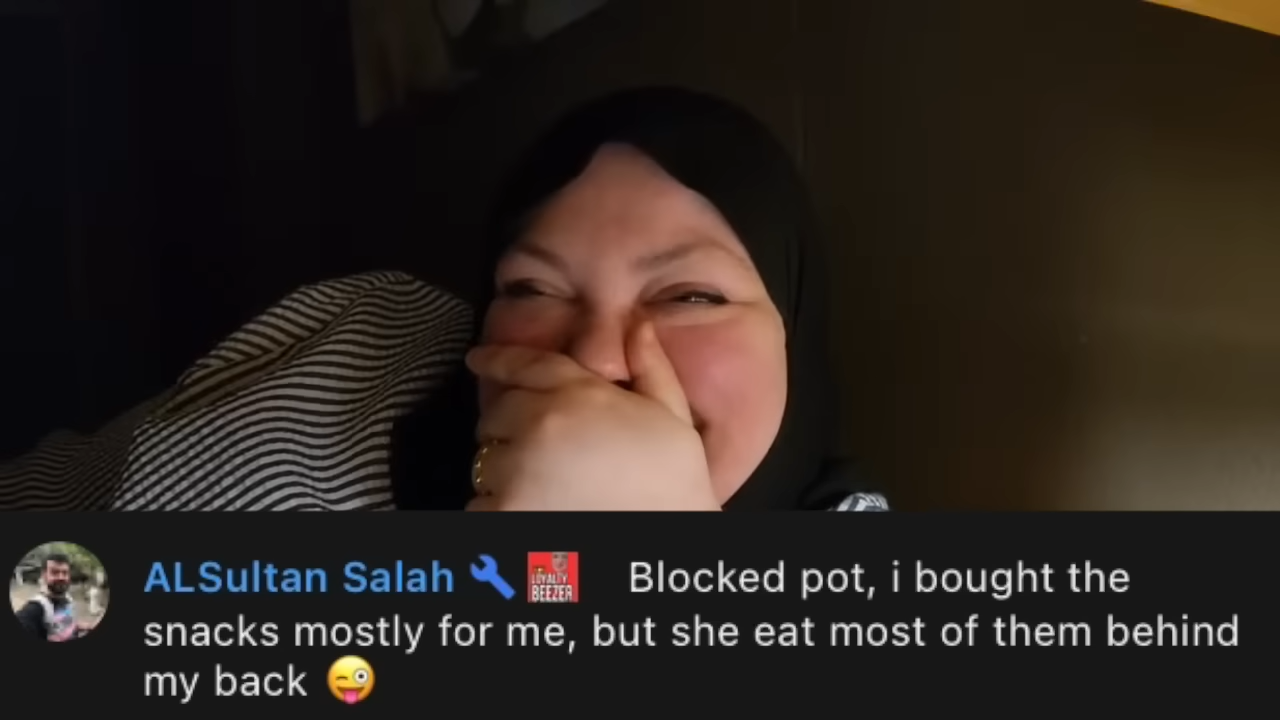 ALSultan Salah LOYALTY BEEZER Blocked pot, i bought the
snacks mostly for me, but she eat most of them behind
my back 😜